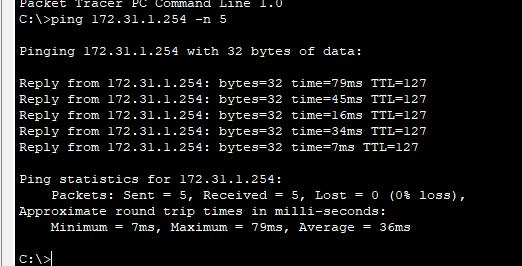 Packet Tracer PC Command Line 1.0
C:\>ping 172.31.1.254 -n 5
Pinging 172.31.1.254 with 32 bytes of data:
Reply from 172.31.1.254: bytes=32 time=79ms TTL=127
Reply from 172.31.1.254: bytes=32 time=45ms TTL=127
Reply from 172.31.1.254: bytes=32 time=16ms TTL=127
Reply from 172.31.1.254: bytes=32 time=34ms TTL=127
Reply from 172.31.1.254: bytes=32 time=7ms TTL=127
Ping statistics for 172.31.1.254:
Packets: Sent = 5, Received = 5, Lost = 0 (0% loss),
Approximate round trip times in milli-seconds:
Minimum = 7ms, Maximum = 79ms, Average = 36ms
C:\>